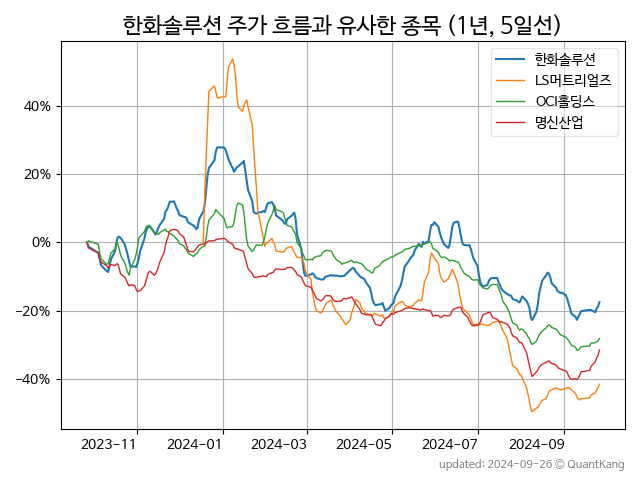 한화솔루션 주가 흐름과 유사한 종목 (1년, 5일선)
한화솔루션
LS머트리얼즈
OCI홀딩스
명신산업
40%
20%
0%
−20%
−40%
2023−11
2024−01
2024−03
2024−05
2024−07
2024−09
updated: 2024-09-26 © QuantKang